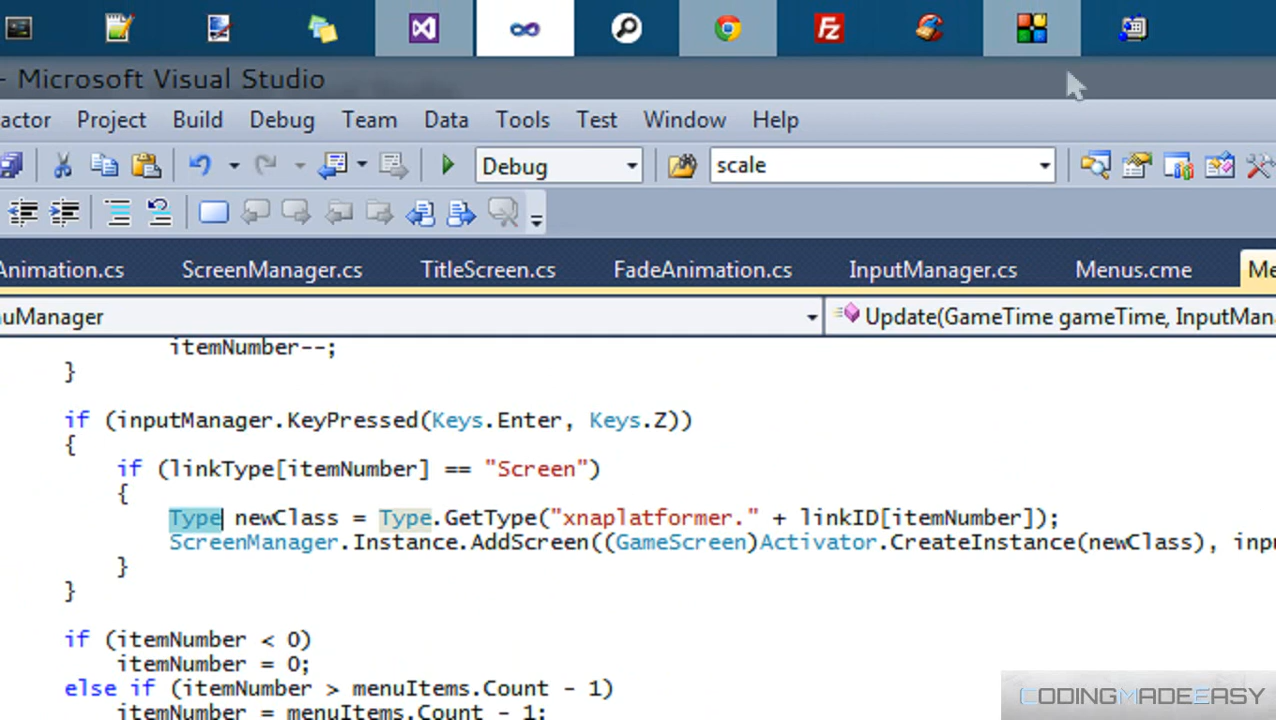 - Microsoft Visual Studio
actor Project Build Debug Team Data Tools Test Window Help
Debug scale
Animation.cs ScreenManager.cs TitleScreen.cs FadeAnimation.cs InputManager.cs Menus.cme Me
uManager Update(GameTime gameTime, InputMan
itemNumber--;
}
if (inputManager.KeyPressed(Keys.Enter, Keys.Z))
{
if (linkType[itemNumber] == "Screen")
{
Type newClass = Type.GetType("xnaplatformer." + linkID[itemNumber]);
ScreenManager.Instance.AddScreen((GameScreen)Activator.CreateInstance(newClass), inp
}
}
if (itemNumber < 0)
itemNumber = 0;
else if (itemNumber > menuItems.Count - 1)
itemNumber = menuItems.Count - 1;
CODINGMADEEASY